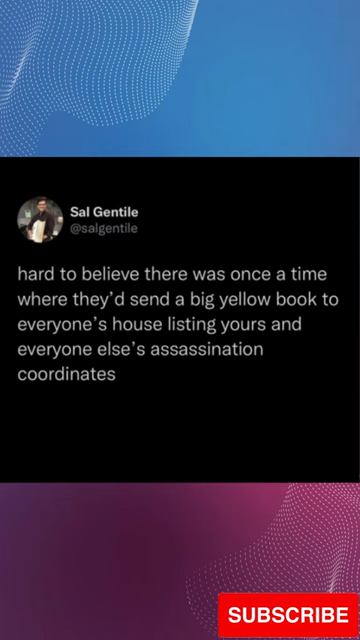 Sal Gentile
@salgentile
hard to believe there was once a time
where they’d send a big yellow book to
everyone’s house listing yours and
everyone else’s assassination
coordinates
SUBSCRIBE